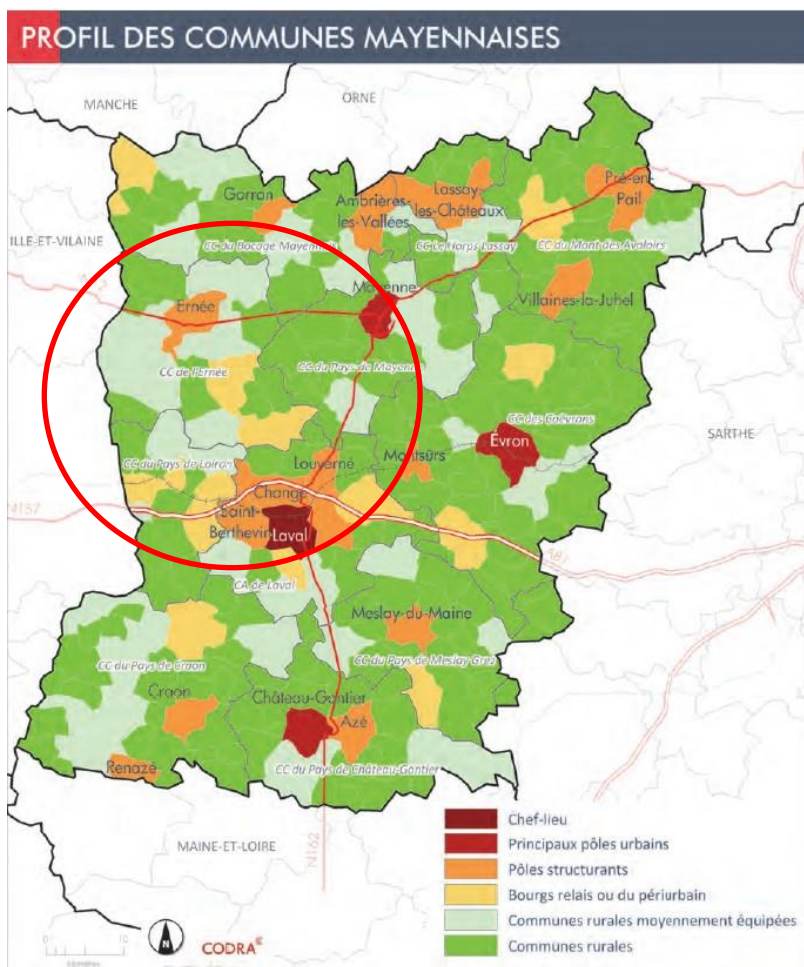 PROFIL DES COMMUNES MAYENNAISES
MANCHE
ORNE
Gorron
Ambrières-
les-Vallées
Lassay
les-Châteaux
Pré-en-
Pail
ILLE-ET-VILAINE
CC du Bocage Mayennais
CC Le Horps Lassay
CC du Mont des Avaloirs
Ernée
Mayenne
Villaines-la-Juhel
CC de l'Ernée
CC du Pays de Mayenne
CC des Coëvrons
SARTHE
Evron
CC du Pays de Loiron
Louverné
Montsûrs
Changé
N157
Saint-
Berthevin
Laval
A81
CA de Laval
Meslay-du-Maine
CC du Pays de Craon
CC du Pays de Meslay Grez
Craon
Château-Gontier
Azé
Renazé
CC du Pays de Château-Gontier
MAINE-ET-LOIRE
N162
Chef-lieu
Principaux pôles urbains
Pôles structurants
Bourgs relais ou du périurbain
Communes rurales moyennement équipées
Communes rurales
N
CODRA
0 10